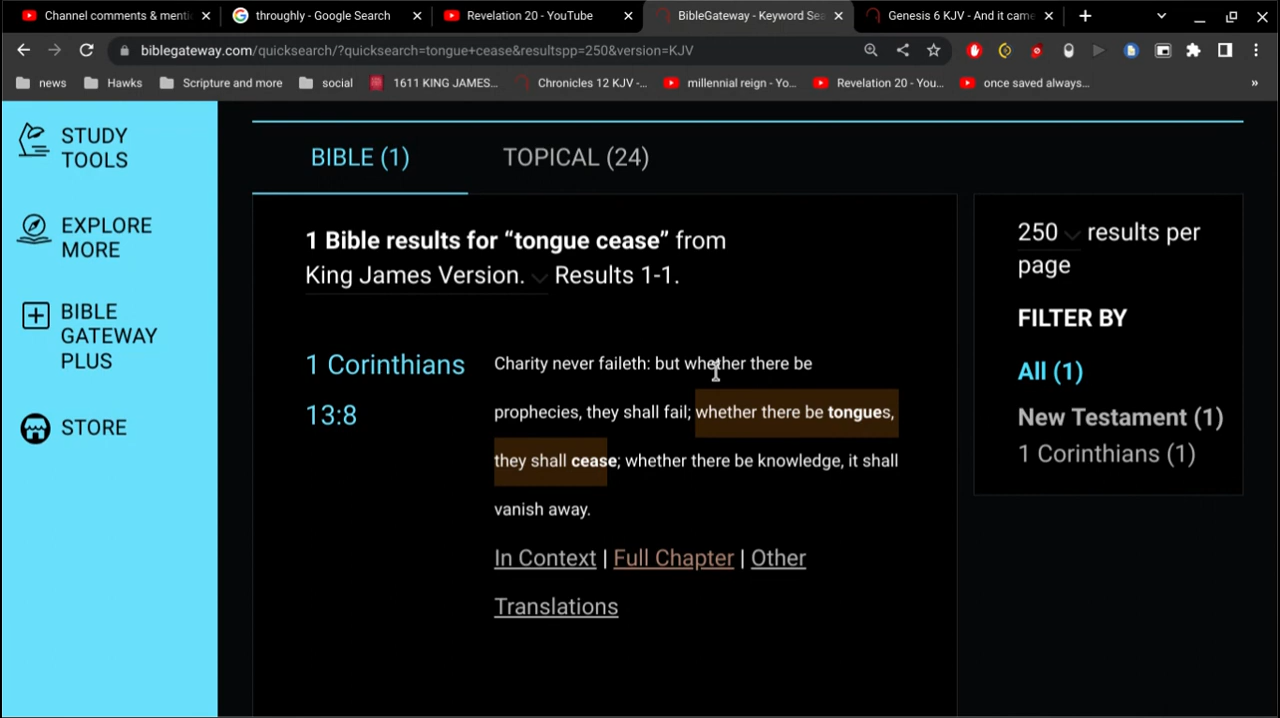 Channel comments & menti
throughly - Google Search
Revelation 20 - YouTube
BibleGateway - Keyword Sea
Genesis 6 KJV - And it came
biblegateway.com/quicksearch/?quicksearch=tongue+cease&resultspp=250&version=KJV
news
Hawks
Scripture and more
social
1611 KING JAMES...
Chronicles 12 KJV -...
millennial reign - Yo...
Revelation 20 - You...
once saved always...
»
STUDY
TOOLS
EXPLORE
MORE
BIBLE
GATEWAY
PLUS
STORE
BIBLE (1)
TOPICAL (24)
1 Bible results for “tongue cease” from
King James Version. Results 1-1.
1 Corinthians
13:8
Charity never faileth: but whether there be
prophecies, they shall fail; whether there be tongues,
they shall cease; whether there be knowledge, it shall
vanish away.
In Context | Full Chapter | Other
Translations
250 results per
page
FILTER BY
All (1)
New Testament (1)
1 Corinthians (1)